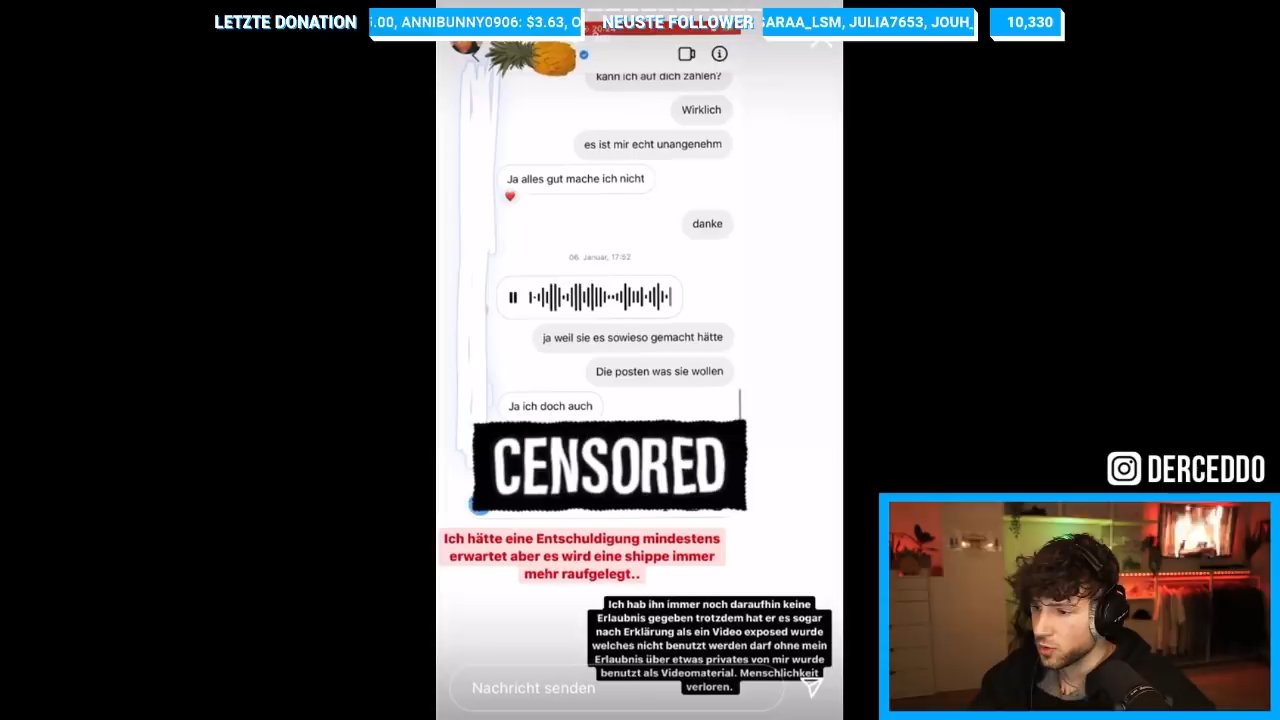 LETZTE DONATION
.00, ANNIBUNNY0906: $3.63, O
NEUSTE FOLLOWER
SARAA_LSM, JULIA7653, JOUH_
10,330
kann ich auf dich zählen?
Wirklich
es ist mir echt unangenehm
Ja alles gut mache ich nicht
danke
06. Januar, 17:52
ja weil sie es sowieso gemacht hätte
Die posten was sie wollen
Ja ich doch auch
CENSORED
DERCEDDO
Ich hätte eine Entschuldigung mindestens
erwartet aber es wird eine shippe immer
mehr raufgelegt..
Ich hab ihn immer noch daraufhin keine
Erlaubnis gegeben trotzdem hat er es sogar
nach Erklärung als ein Video exposed wurde
welches nicht benutzt werden darf ohne mein
Erlaubnis über etwas privates von mir wurde
benutzt als Videomaterial. Menschlichkeit
verloren.
Nachricht senden